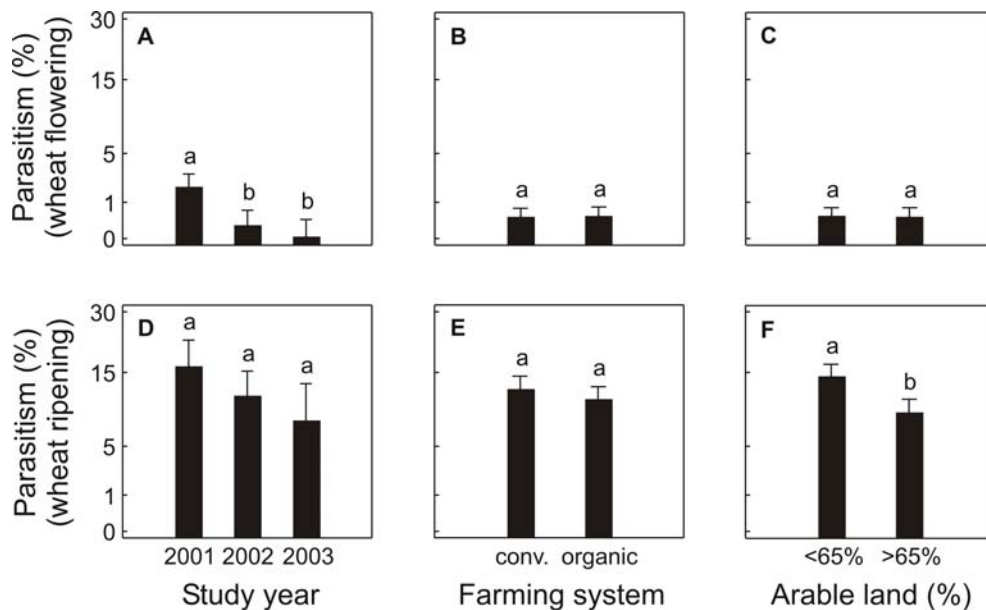 Parasitism (%)
(wheat flowering)
30
15
5
1
0
A
a
b
b
B
a
a
C
a
a
Parasitism (%)
(wheat ripening)
30
15
5
1
0
D
a
a
a
E
a
a
F
a
b
2001 2002 2003
conv. organic
<65% >65%
Study year
Farming system
Arable land (%)